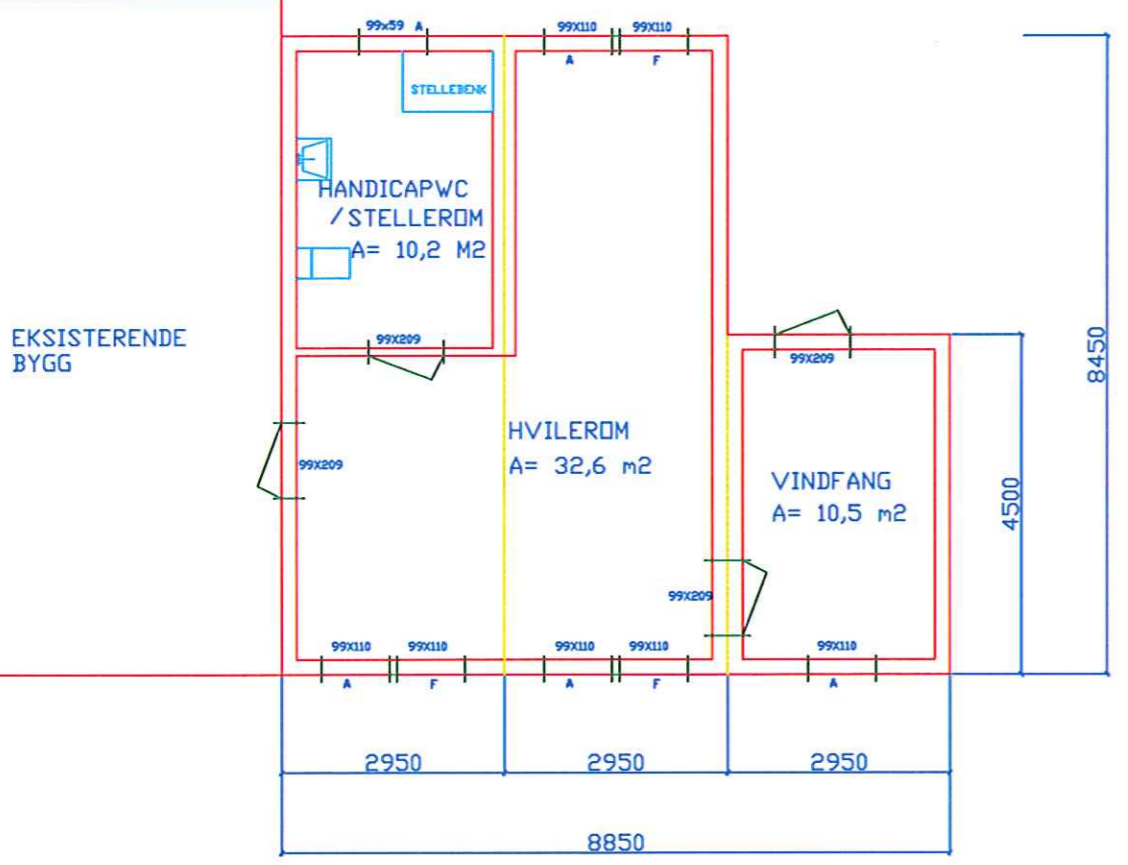 99x59 A
99X110
99X110
A
F
STELLEBENK
HANDICAPWC
/STELLEROM
A= 10,2 M2
EKSISTERENDE
BYGG
99X209
99X209
8450
HVILEROM
A= 32,6 m2
99X209
VINDFANG
A= 10,5 m2
4500
99X209
99X110
99X110
99X110
99X110
99X110
A
F
A
F
A
2950
2950
2950
8850